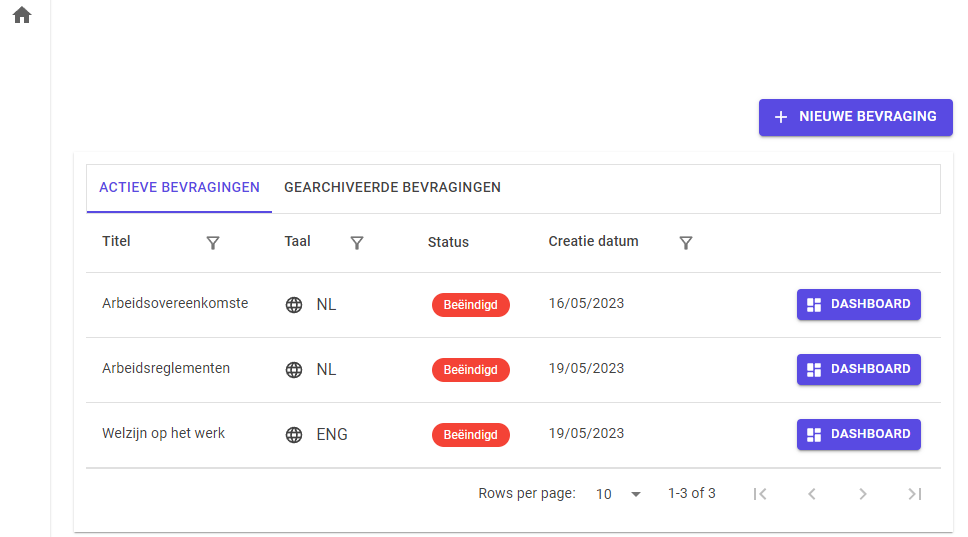 NIEUWE BEVRAGING
ACTIEVE BEVRAGINGEN GEARCHIVEERDE BEVRAGINGEN
Titel Taal Status Creatie datum
Arbeidsovereenkomste NL Beëindigd 16/05/2023 DASHBOARD
Arbeidsreglementen NL Beëindigd 19/05/2023 DASHBOARD
Welzijn op het werk ENG Beëindigd 19/05/2023 DASHBOARD
Rows per page: 10 1-3 of 3